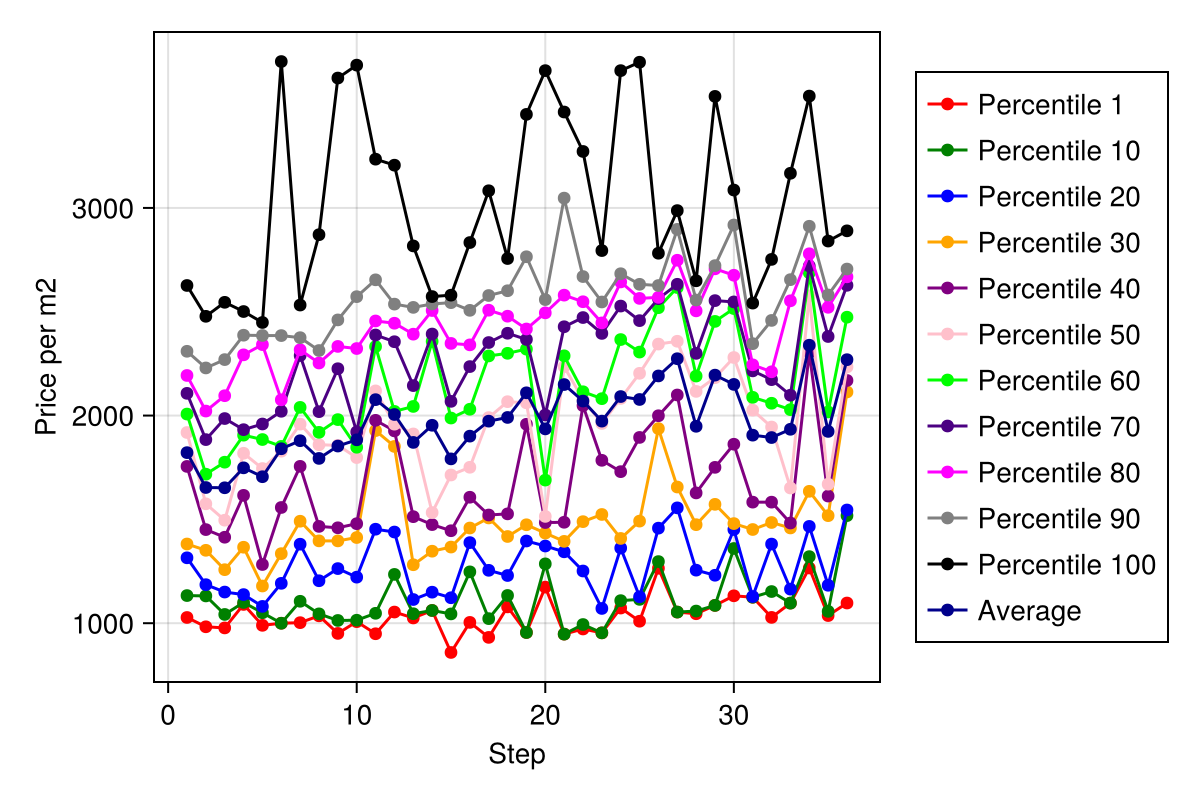 3000
2000
1000
Price per m2
0 10 20 30
Step
Percentile 1
Percentile 10
Percentile 20
Percentile 30
Percentile 40
Percentile 50
Percentile 60
Percentile 70
Percentile 80
Percentile 90
Percentile 100
Average